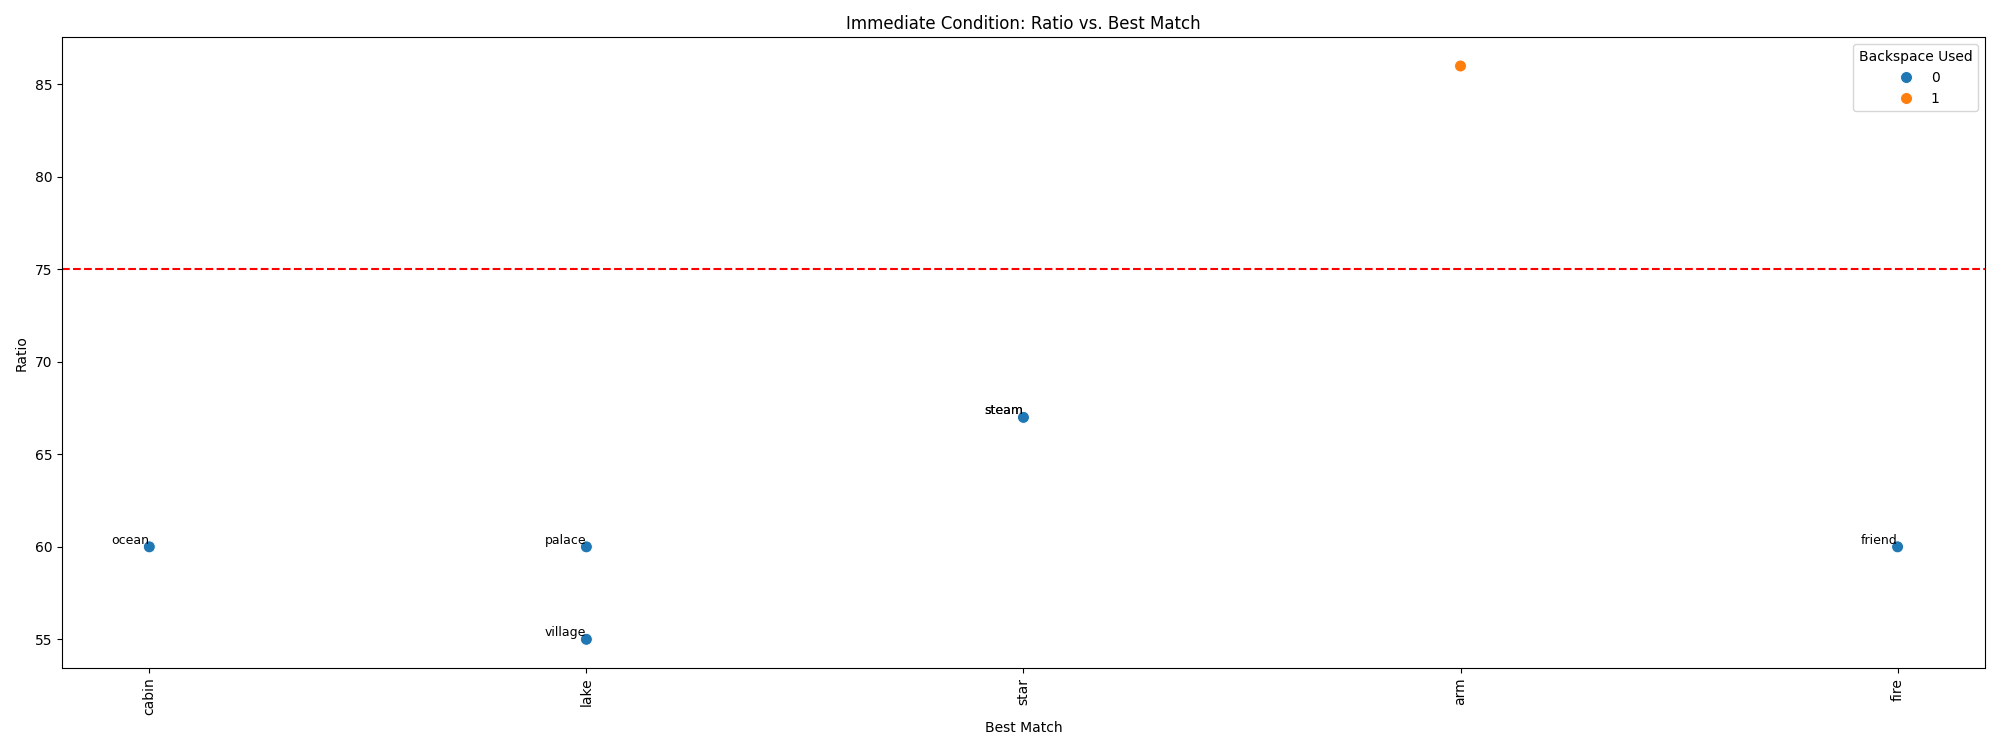 Immediate Condition: Ratio vs. Best Match
Backspace Used
0
1
85
80
75
70
65
60
55
Ratio
steam
ocean
palace
friend
village
cabin
lake
star
arm
fire
Best Match